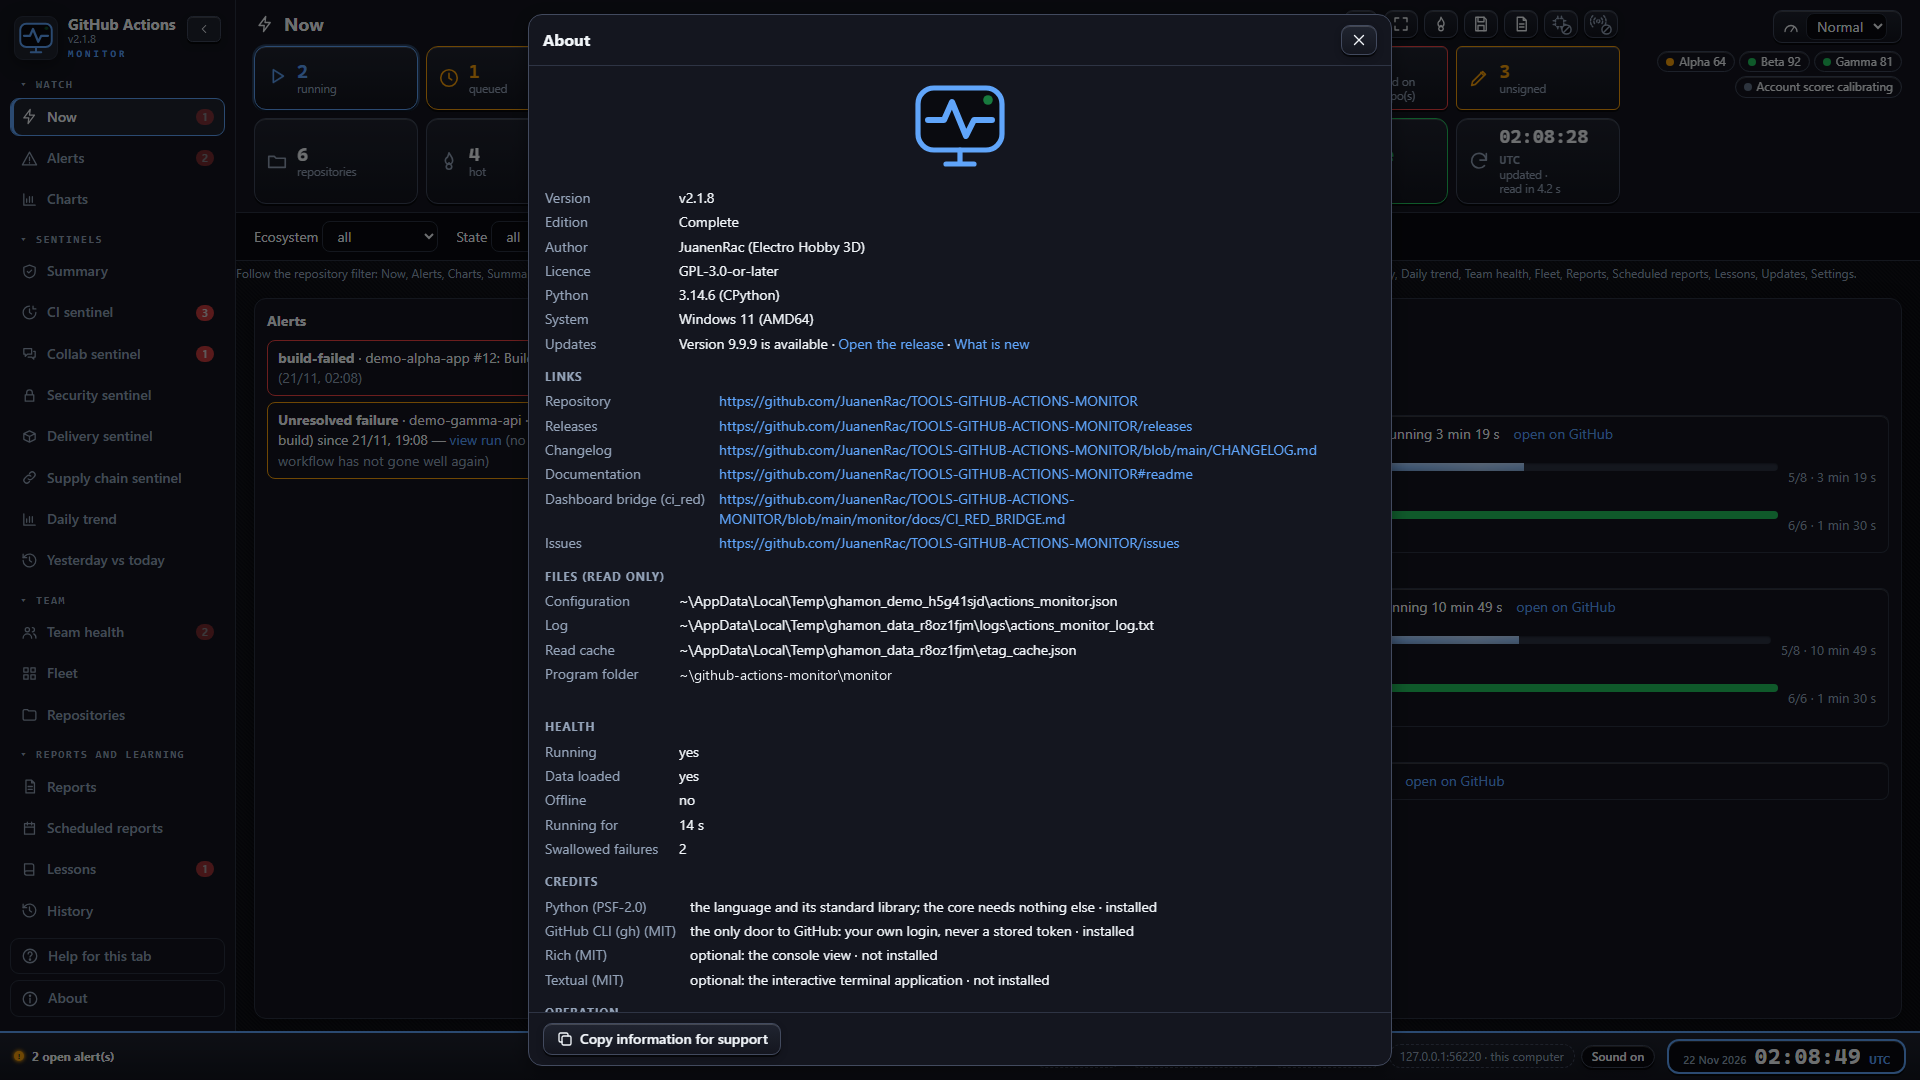 GitHub Actions
v2.1.8
MONITOR
WATCH
Now 1
Alerts 2
Charts
SENTINELS
Summary
CI sentinel 3
Collab sentinel 1
Security sentinel
Delivery sentinel
Supply chain sentinel
Daily trend
Yesterday vs today
TEAM
Team health 2
Fleet
Repositories
REPORTS AND LEARNING
Reports
Scheduled reports
Lessons 1
History
Help for this tab
About
Now
2
running
1
queued
6
repositories
4
hot
Ecosystem all State all
Follow the repository filter: Now, Alerts, Charts, Summa
Alerts
build-failed · demo-alpha-app #12: Buil
(21/11, 02:08)
Unresolved failure · demo-gamma-api ·
build) since 21/11, 19:08 — view run (no
workflow has not gone well again)
About
Version v2.1.8
Edition Complete
Author JuanenRac (Electro Hobby 3D)
Licence GPL-3.0-or-later
Python 3.14.6 (CPython)
System Windows 11 (AMD64)
Updates Version 9.9.9 is available · Open the release · What is new
LINKS
Repository https://github.com/JuanenRac/TOOLS-GITHUB-ACTIONS-MONITOR
Releases https://github.com/JuanenRac/TOOLS-GITHUB-ACTIONS-MONITOR/releases
Changelog https://github.com/JuanenRac/TOOLS-GITHUB-ACTIONS-MONITOR/blob/main/CHANGELOG.md
Documentation https://github.com/JuanenRac/TOOLS-GITHUB-ACTIONS-MONITOR#readme
Dashboard bridge (ci_red) https://github.com/JuanenRac/TOOLS-GITHUB-ACTIONS-
MONITOR/blob/main/monitor/docs/CI_RED_BRIDGE.md
Issues https://github.com/JuanenRac/TOOLS-GITHUB-ACTIONS-MONITOR/issues
FILES (READ ONLY)
Configuration ~\AppData\Local\Temp\ghamon_demo_h5g41sjd\actions_monitor.json
Log ~\AppData\Local\Temp\ghamon_data_r8oz1fjm\logs\actions_monitor_log.txt
Read cache ~\AppData\Local\Temp\ghamon_data_r8oz1fjm\etag_cache.json
Program folder ~\github-actions-monitor\monitor
HEALTH
Running yes
Data loaded yes
Offline no
Running for 14 s
Swallowed failures 2
CREDITS
Python (PSF-2.0) the language and its standard library; the core needs nothing else · installed
GitHub CLI (gh) (MIT) the only door to GitHub: your own login, never a stored token · installed
Rich (MIT) optional: the console view · not installed
Textual (MIT) optional: the interactive terminal application · not installed
OPERATION
Copy information for support
Normal
d on
po(s)
3
unsigned
Alpha 64 Beta 92 Gamma 81
Account score: calibrating
02:08:28
UTC
updated ·
read in 4.2 s
, Daily trend, Team health, Fleet, Reports, Scheduled reports, Lessons, Updates, Settings.
unning 3 min 19 s open on GitHub
5/8 · 3 min 19 s
6/6 · 1 min 30 s
nning 10 min 49 s open on GitHub
5/8 · 10 min 49 s
6/6 · 1 min 30 s
open on GitHub
2 open alert(s)
127.0.0.1:56220 · this computer
Sound on
22 Nov 2026 02:08:49 UTC